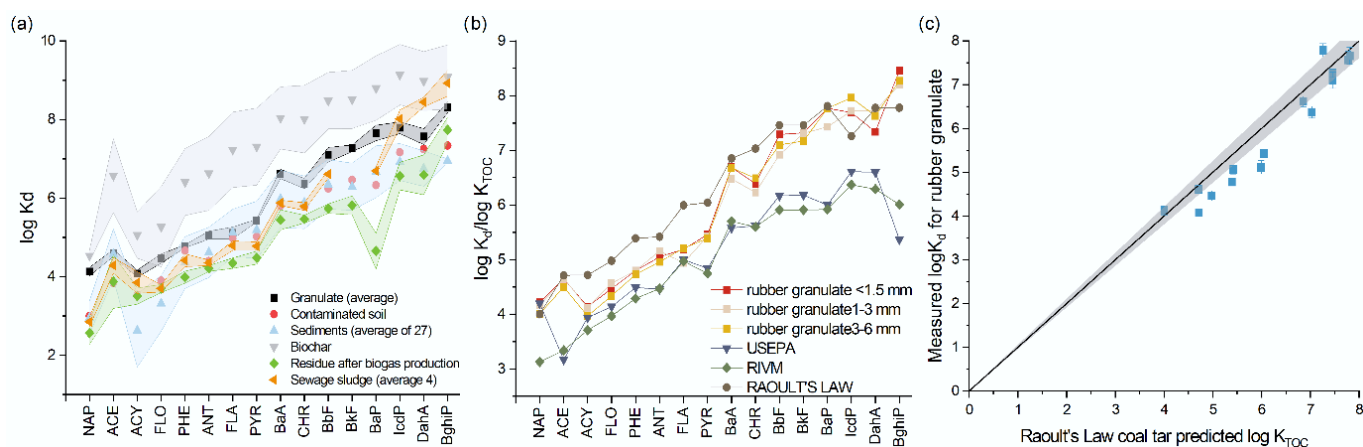 (a)
10
8
6
4
2
log Kd
Granulate (average)
Contaminated soil
Sediments (average of 27)
Biochar
Residue after biogas production
Sewage sludge (average 4)
NAP
ACE
ACY
FLO
PHE
ANT
FLA
PYR
BaA
CHR
BbF
BkF
BaP
IcdP
DahA
BghiP
(b)
9
8
7
6
5
4
3
log Kd/log KTOC
rubber granulate <1.5 mm
rubber granulate1-3 mm
rubber granulate3-6 mm
USEPA
RIVM
RAOULT'S LAW
NAP
ACE
ACY
FLO
PHE
ANT
FLA
PYR
BaA
CHR
BbF
BkF
BaP
IcdP
DahA
BghiP
(c)
8
7
6
5
4
3
2
1
0
Measured logKd for rubber granulate
0 1 2 3 4 5 6 7 8
Raoult's Law coal tar predicted log KTOC